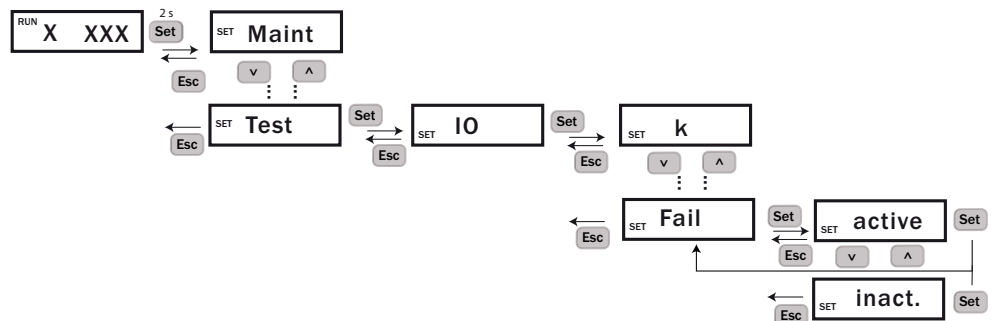 2 s
RUN X XXX Set SET Maint
Esc v ^
SET Test Set SET IO Set SET k
Esc Esc Esc v ^
SET Fail Set SET active Set
Esc Esc v ^
SET inact. Set
Esc